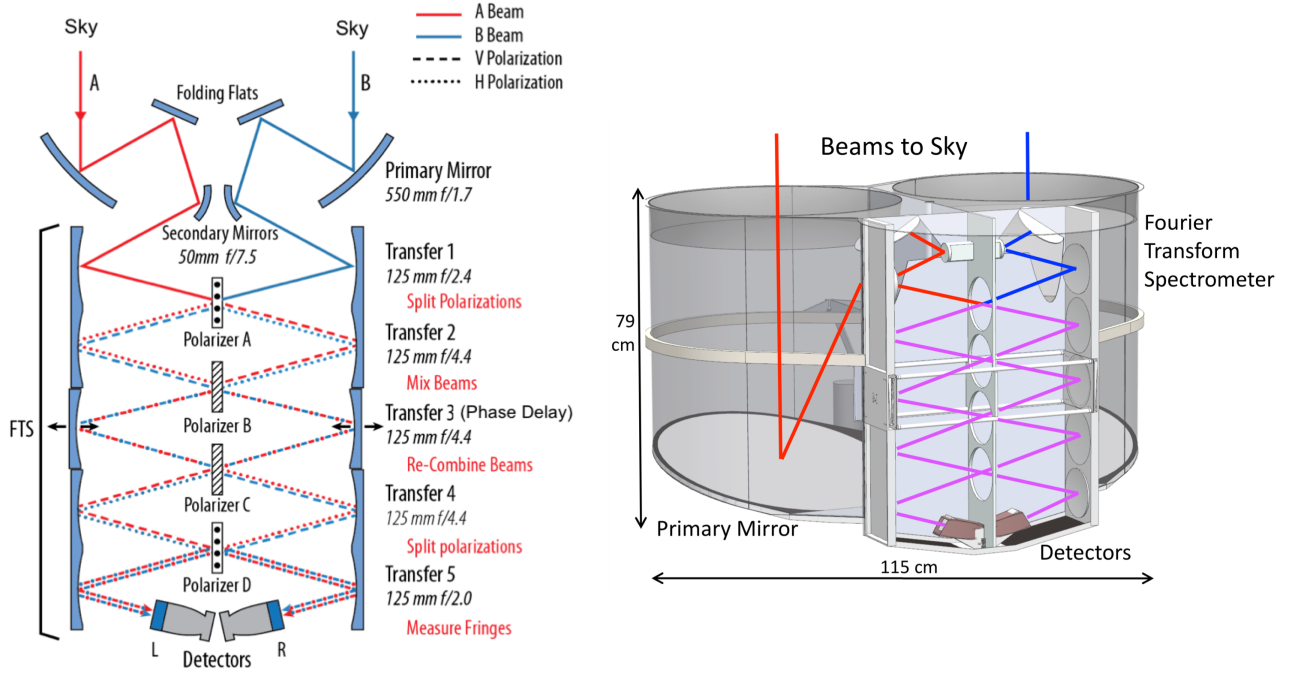 Sky
Sky
A Beam
B Beam
V Polarization
H Polarization
A
B
Folding Flats
Primary Mirror
550 mm f/1.7
Secondary Mirrors
50mm f/7.5
Transfer 1
125 mm f/2.4
Split Polarizations
Polarizer A
Transfer 2
125 mm f/4.4
Mix Beams
Polarizer B
FTS
Transfer 3 (Phase Delay)
125 mm f/4.4
Re-Combine Beams
Polarizer C
Transfer 4
125 mm f/4.4
Split polarizations
Polarizer D
Transfer 5
125 mm f/2.0
Measure Fringes
L
R
Detectors
Beams to Sky
Fourier
Transform
Spectrometer
79
cm
Primary Mirror
Detectors
115 cm